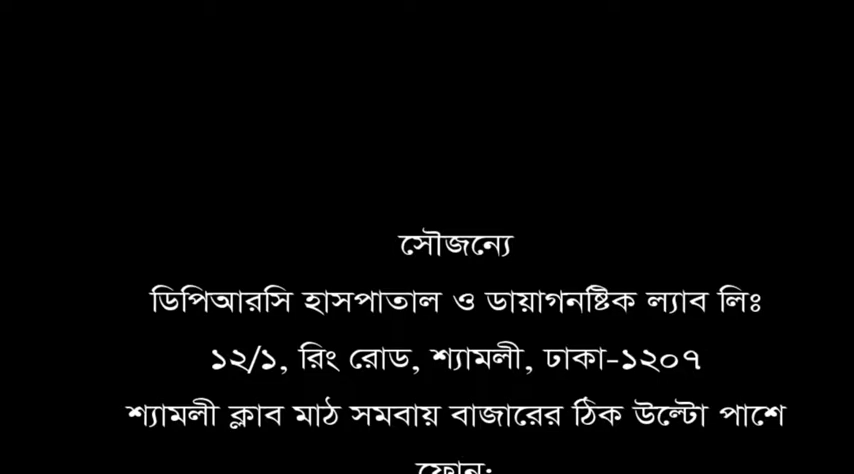 সৌজন্যে
ডিপিআরসি হাসপাতাল ও ডায়াগনষ্টিক ল্যাব লিঃ
১২/১, রিং রোড, শ্যামলী, ঢাকা-১২০৭
শ্যামলী ক্লাব মাঠ সমবায় বাজারের ঠিক উল্টো পাশে
ফোন: